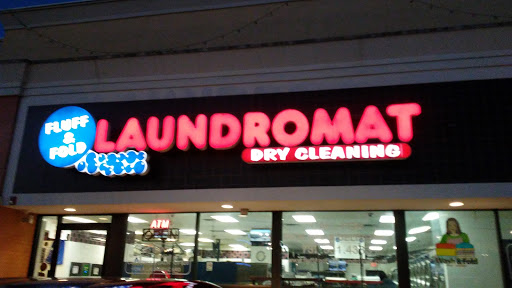 FLUFF
&
FOLD
LAUNDROMAT
DRY CLEANING
ATM